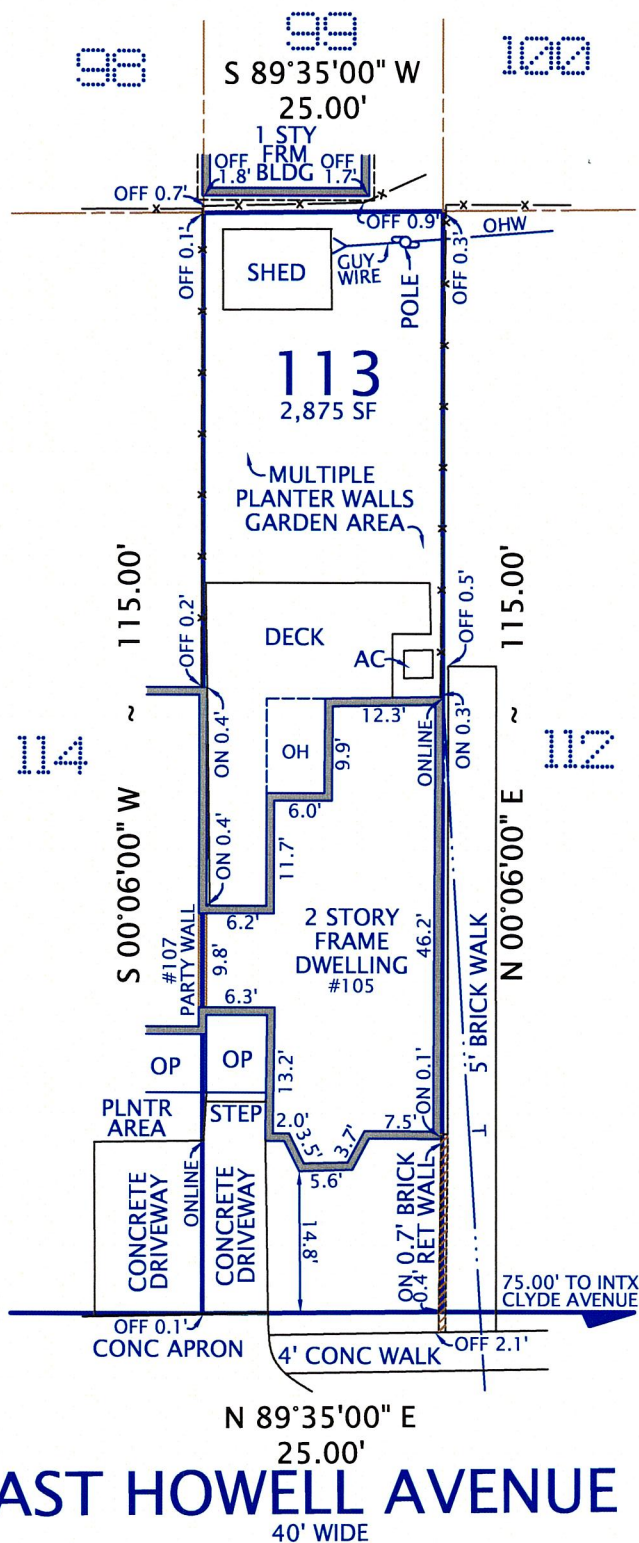 98
99
100
S 89°35'00" W
25.00'
1 STY
FRM
BLDG
OFF
1.8'
OFF
1.7'
OFF 0.7'
OFF 0.9'
OHW
OFF 0.1'
OFF 0.3'
SHED
GUY
WIRE
POLE
113
2,875 SF
MULTIPLE
PLANTER WALLS
GARDEN AREA
115.00'
115.00'
OFF 0.2'
OFF 0.5'
DECK
AC
12.3'
ONLINE
ON 0.3'
ON 0.4'
OH
9.9'
~
~
114
112
6.0'
11.7'
ON 0.4'
S 00°06'00" W
N 00°06'00" E
6.2'
#107
PARTY WALL
9.8'
2 STORY
FRAME
DWELLING
#105
46.2'
5' BRICK WALK
6.3'
OP
OP
13.2'
ON 0.1'
PLNTR
AREA
STEP
2.0'
3.5'
5.6'
3.7'
7.5'
ONLINE
CONCRETE
DRIVEWAY
CONCRETE
DRIVEWAY
14.8'
0.7' BRICK
RET WALL
ON
0.4'
75.00' TO INTX
CLYDE AVENUE
OFF 0.1'
CONC APRON
4' CONC WALK
OFF 2.1'
N 89°35'00" E
25.00'
AST HOWELL AVENUE
40' WIDE